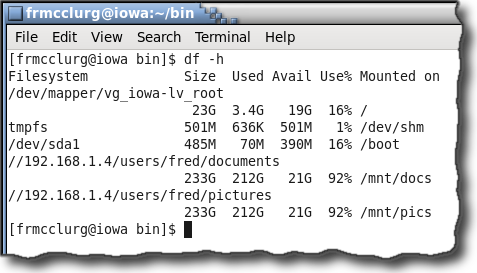 frmcclurg@iowa:~/bin
File Edit View Search Terminal Help
[frmcclurg@iowa bin]$ df -h
Filesystem            Size  Used Avail Use% Mounted on
/dev/mapper/vg_iowa-lv_root
                       23G  3.4G   19G  16% /
tmpfs                 501M  636K  501M   1% /dev/shm
/dev/sda1             485M   70M  390M  16% /boot
//192.168.1.4/users/fred/documents
                      233G  212G   21G  92% /mnt/docs
//192.168.1.4/users/fred/pictures
                      233G  212G   21G  92% /mnt/pics
[frmcclurg@iowa bin]$